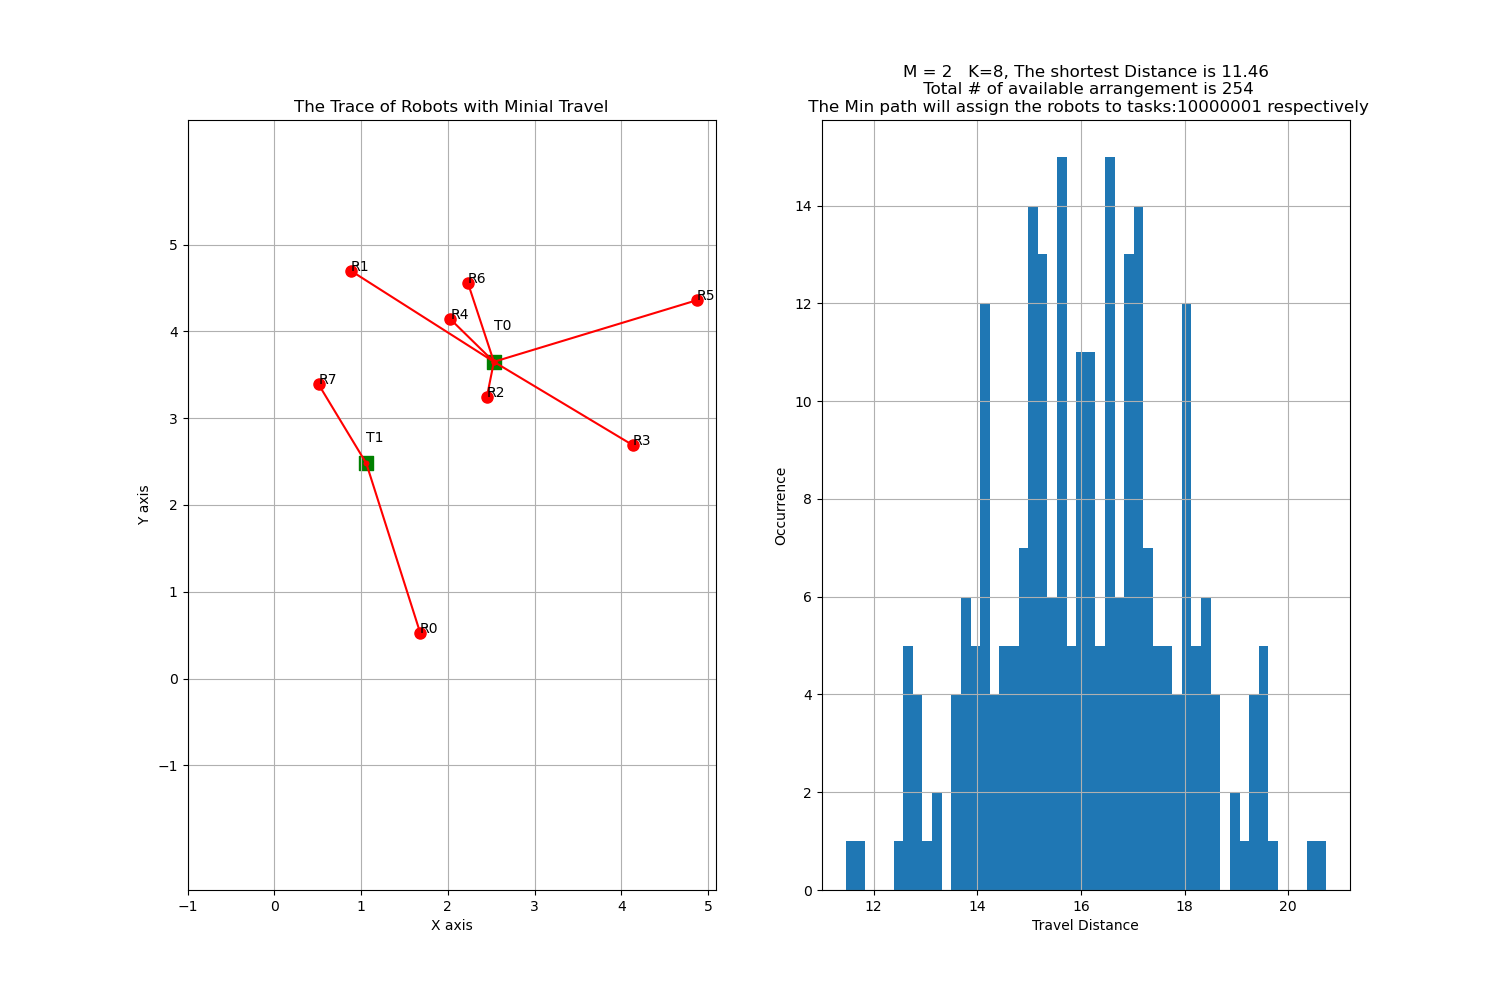 The Trace of Robots with Minial Travel
5
4
3
2
1
0
−1
Y axis
R1
R6
R5
R4
T0
R7
R2
R3
T1
R0
−1 0 1 2 3 4 5
X axis
M = 2   K=8, The shortest Distance is 11.46
Total # of available arrangement is 254
The Min path will assign the robots to tasks:10000001 respectively
14
12
10
8
6
4
2
0
Occurrence
12 14 16 18 20
Travel Distance